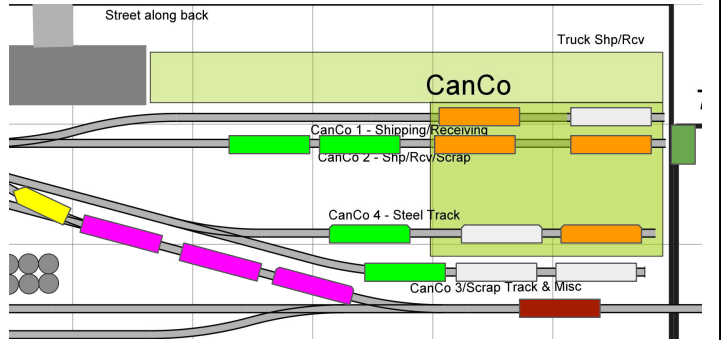 Street along back
Truck Shp/Rcv
CanCo
CanCo 1 - Shipping/Receiving
CanCo 2 - Shp/Rcv/Scrap
CanCo 4 - Steel Track
CanCo 3/Scrap Track & Misc